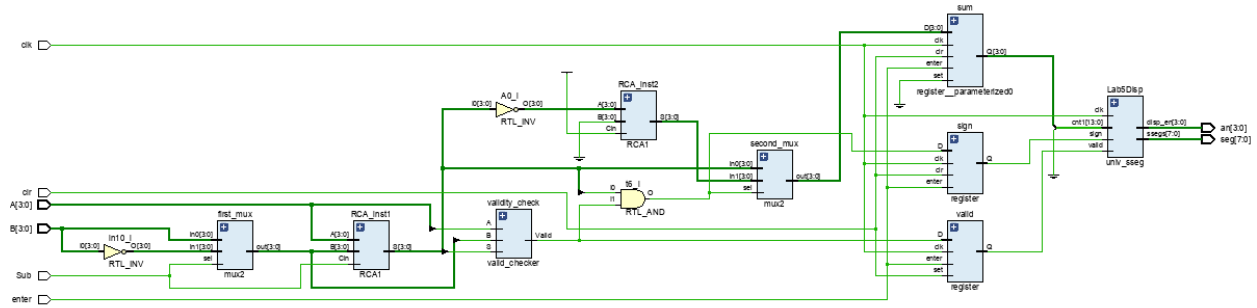 sum
D[3:0]
clk
clr
enter
set
Q[3:0]
register__parameterized0
clk
RCA_inst2
A0_i
I0[3:0]
O[3:0]
RTL_INV
A[3:0]
B[3:0]
Cin
S[3:0]
RCA1
Lab5Disp
clk
cnt1[13:0]
sign
valid
disp_en[3:0]
ssegs[7:0]
univ_sseg
an[3:0]
seg[7:0]
sign
D
clk
clr
enter
Q
register
second_mux
in0[3:0]
in1[3:0]
sel
out[3:0]
mux2
t5_i
I0
I1
O
RTL_AND
clr
A[3:0]
B[3:0]
Sub
enter
in10_i
I0[3:0]
O[3:0]
RTL_INV
first_mux
in0[3:0]
in1[3:0]
sel
out[3:0]
mux2
RCA_inst1
A[3:0]
B[3:0]
Cin
S[3:0]
RCA1
validity_check
A
B
S
Valid
valid_checker
valid
D
clk
enter
set
Q
register